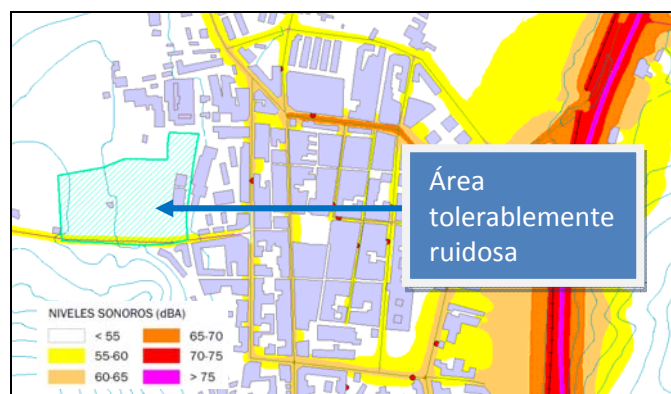 Área
tolerablemente
ruidosa
NIVELES SONOROS (dBA)
< 55
55-60
60-65
65-70
70-75
> 75